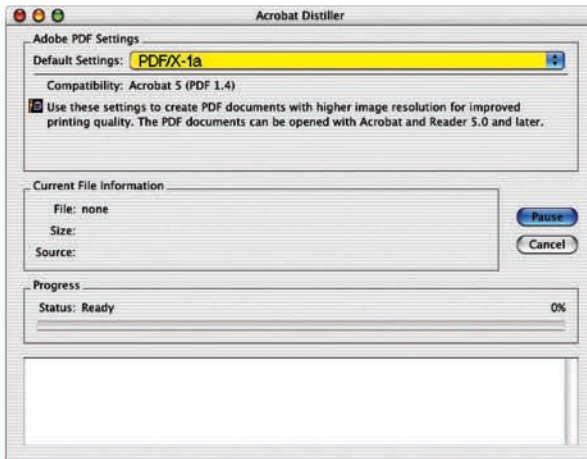 Acrobat Distiller
Adobe PDF Settings
Default Settings: PDF/X-1a
Compatibility: Acrobat 5 (PDF 1.4)
Use these settings to create PDF documents with higher image resolution for improved
printing quality. The PDF documents can be opened with Acrobat and Reader 5.0 and later.
Current File Information
File: none
Size:
Source:
Pause
Cancel
Progress
Status: Ready 0%